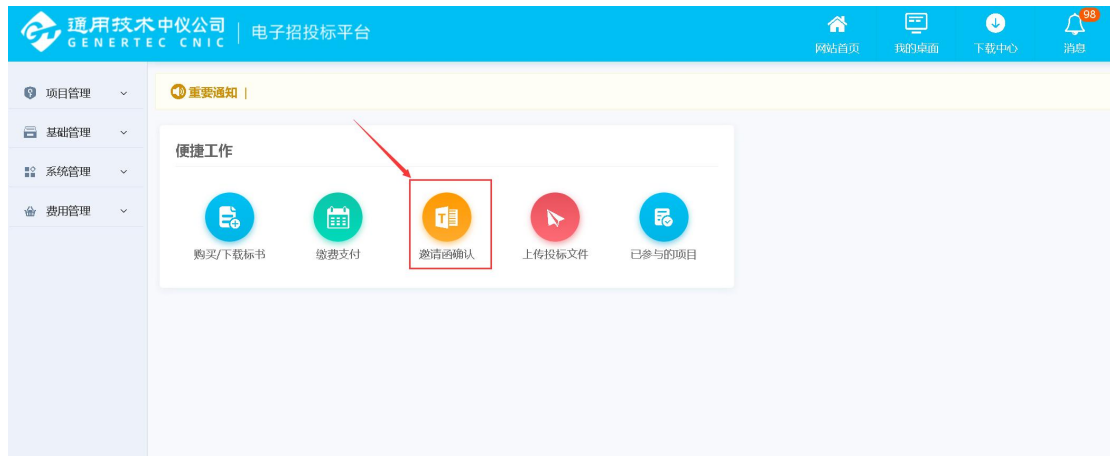 通用技术中仪公司 电子招投标平台
GENERTEC CNIC
网站首页 我的桌面 下载中心 98 消息
项目管理
基础管理
系统管理
费用管理
重要通知 |
便捷工作
购买/下载标书 缴费支付 邀请函确认 上传投标文件 已参与的项目